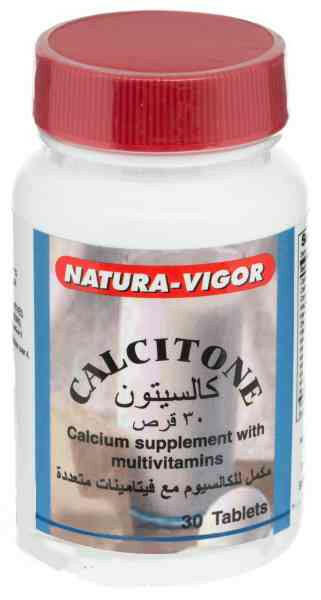 NATURA-VIGOR
CALCITONE
كالسيتون
٣٠ قرص
Calcium supplement with
multivitamins
مكمل للكالسيوم مع فيتامينات متعددة
30 Tablets